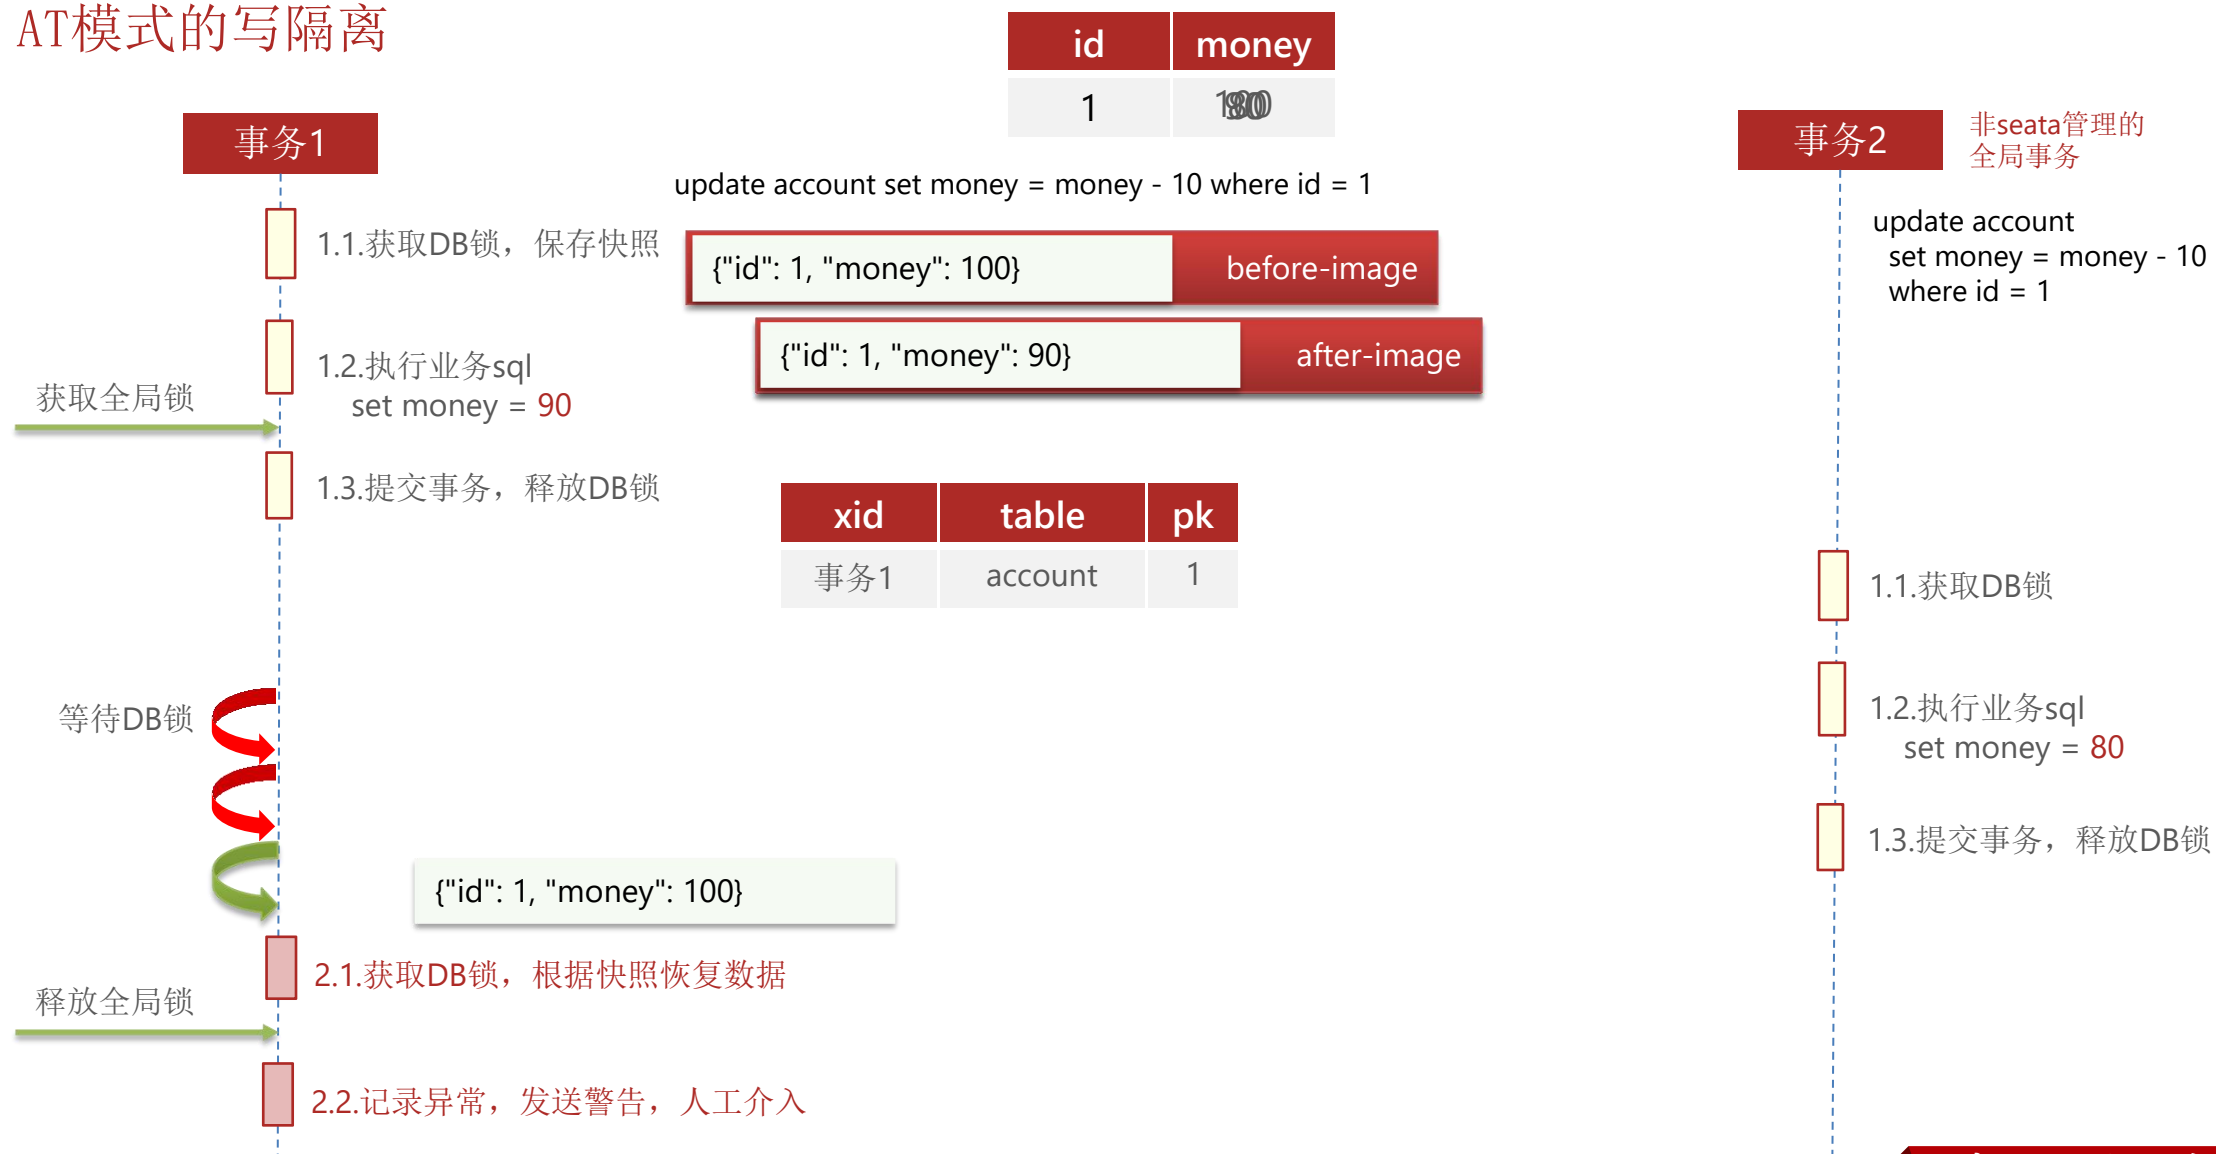 AT模式的写隔离
id money
1
事务1
事务2
非seata管理的
全局事务
update account set money = money - 10 where id = 1
update account
set money = money - 10
where id = 1
1.1.获取DB锁，保存快照
{"id": 1, "money": 100} before-image
{"id": 1, "money": 90} after-image
1.2.执行业务sql
set money = 90
获取全局锁
1.3.提交事务，释放DB锁
xid table pk
事务1 account 1
1.1.获取DB锁
等待DB锁
1.2.执行业务sql
set money = 80
1.3.提交事务，释放DB锁
{"id": 1, "money": 100}
2.1.获取DB锁，根据快照恢复数据
释放全局锁
2.2.记录异常，发送警告，人工介入